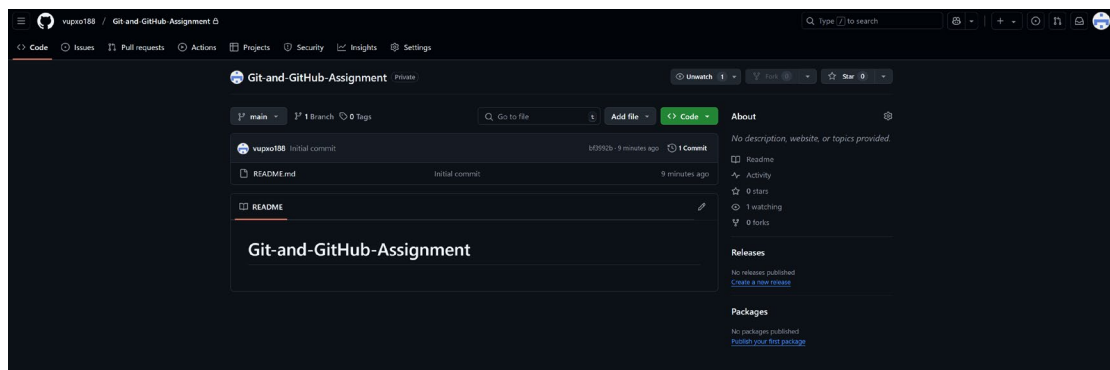 vupxo188 / Git-and-GitHub-Assignment
Type / to search
Code Issues Pull requests Actions Projects Security Insights Settings
Git-and-GitHub-Assignment Private
Unwatch 1 Fork 0 Star 0
main 1 Branch 0 Tags
Go to file t Add file Code
vupxo188 Initial commit bf3992b · 9 minutes ago 1 Commit
README.md Initial commit 9 minutes ago
README
Git-and-GitHub-Assignment
About
No description, website, or topics provided.
Readme
Activity
0 stars
1 watching
0 forks
Releases
No releases published
Create a new release
Packages
No packages published
Publish your first package